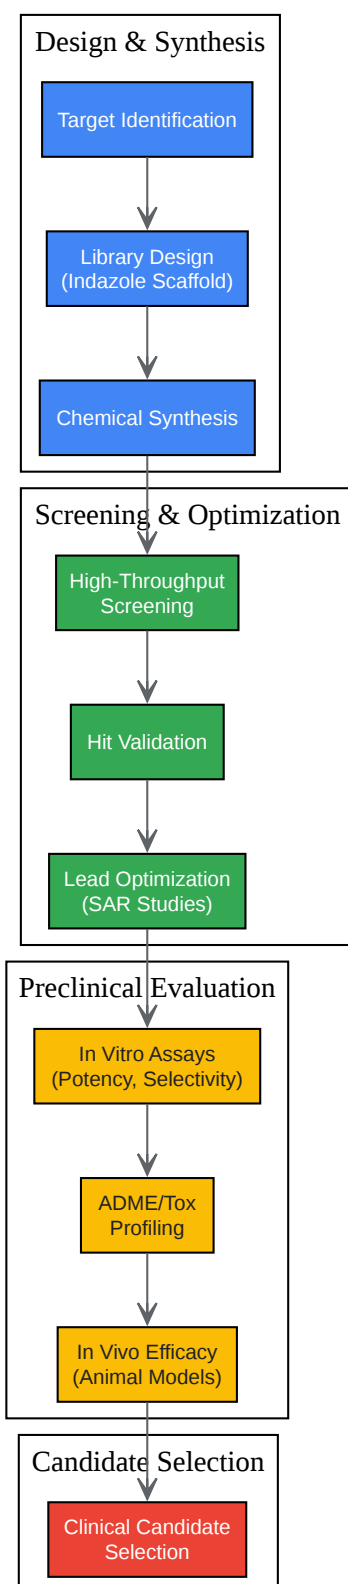 Design & Synthesis
Target Identification
Library Design
(Indazole Scaffold)
Chemical Synthesis
Screening & Optimization
High-Throughput
Screening
Hit Validation
Lead Optimization
(SAR Studies)
Preclinical Evaluation
In Vitro Assays
(Potency, Selectivity)
ADME/Tox
Profiling
In Vivo Efficacy
(Animal Models)
Candidate Selection
Clinical Candidate
Selection